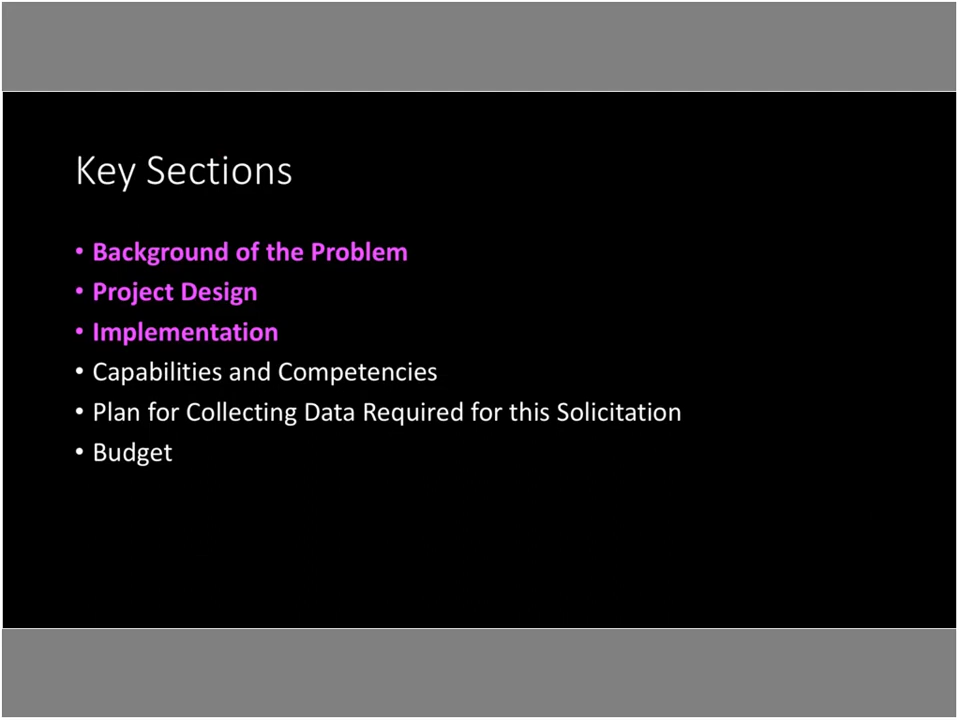 Key Sections
• Background of the Problem
• Project Design
• Implementation
• Capabilities and Competencies
• Plan for Collecting Data Required for this Solicitation
• Budget